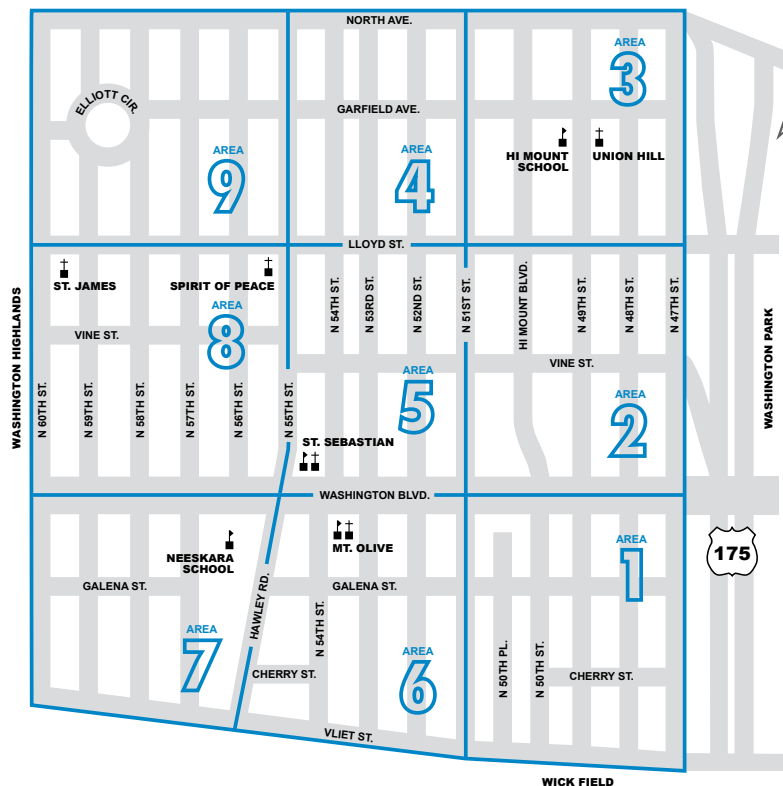 NORTH AVE.
AREA
3
ELLIOTT CIR.
GARFIELD AVE.
HI MOUNT
SCHOOL
UNION HILL
AREA
9
AREA
4
LLOYD ST.
ST. JAMES
SPIRIT OF PEACE
N 54TH ST.
N 53RD ST.
N 52ND ST.
N 51ST ST.
HI MOUNT BLVD.
N 49TH ST.
N 48TH ST.
N 47TH ST.
AREA
8
VINE ST.
VINE ST.
WASHINGTON HIGHLANDS
WASHINGTON PARK
N 60TH ST.
N 59TH ST.
N 58TH ST.
N 57TH ST.
N 56TH ST.
N 55TH ST.
AREA
5
AREA
2
ST. SEBASTIAN
WASHINGTON BLVD.
NEESKARA
SCHOOL
MT. OLIVE
AREA
1
175
GALENA ST.
GALENA ST.
HAWLEY RD.
N 54TH ST.
AREA
7
AREA
6
N 50TH PL.
N 50TH ST.
CHERRY ST.
CHERRY ST.
VLIET ST.
WICK FIELD